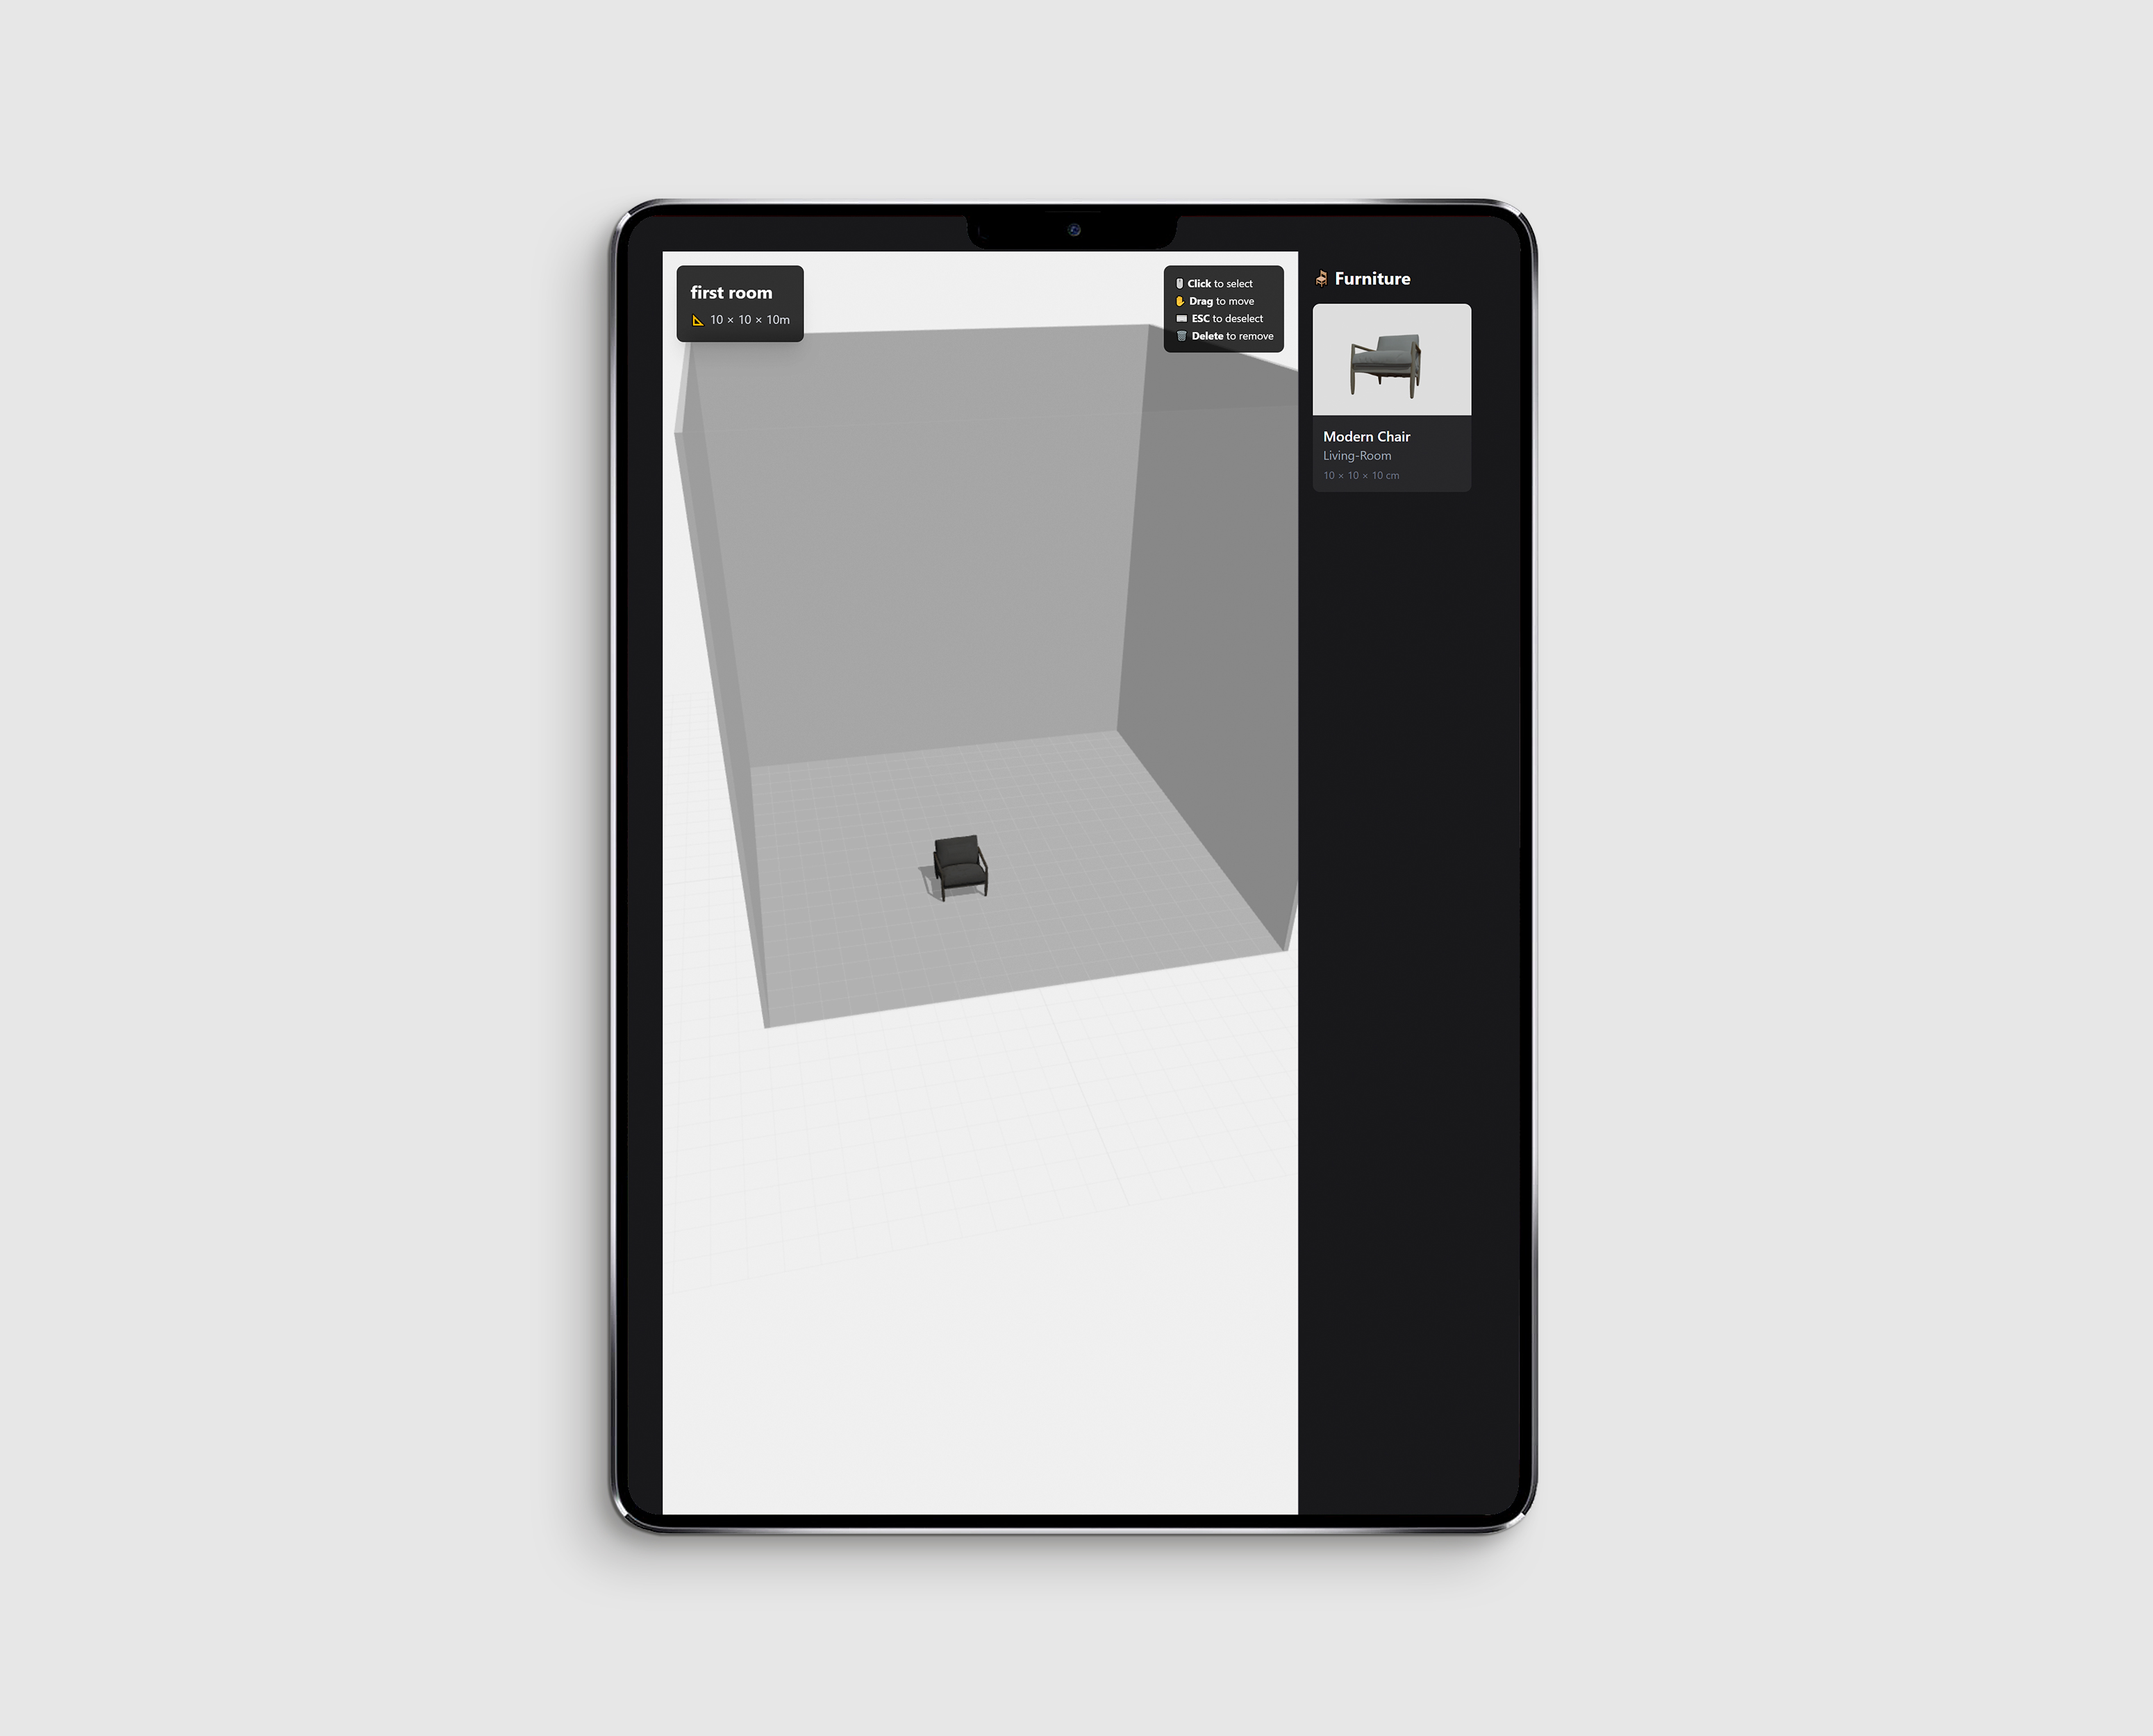 first room
10 × 10 × 10m
Click to select
Drag to move
ESC to deselect
Delete to remove
Furniture
Modern Chair
Living-Room
10 × 10 × 10 cm